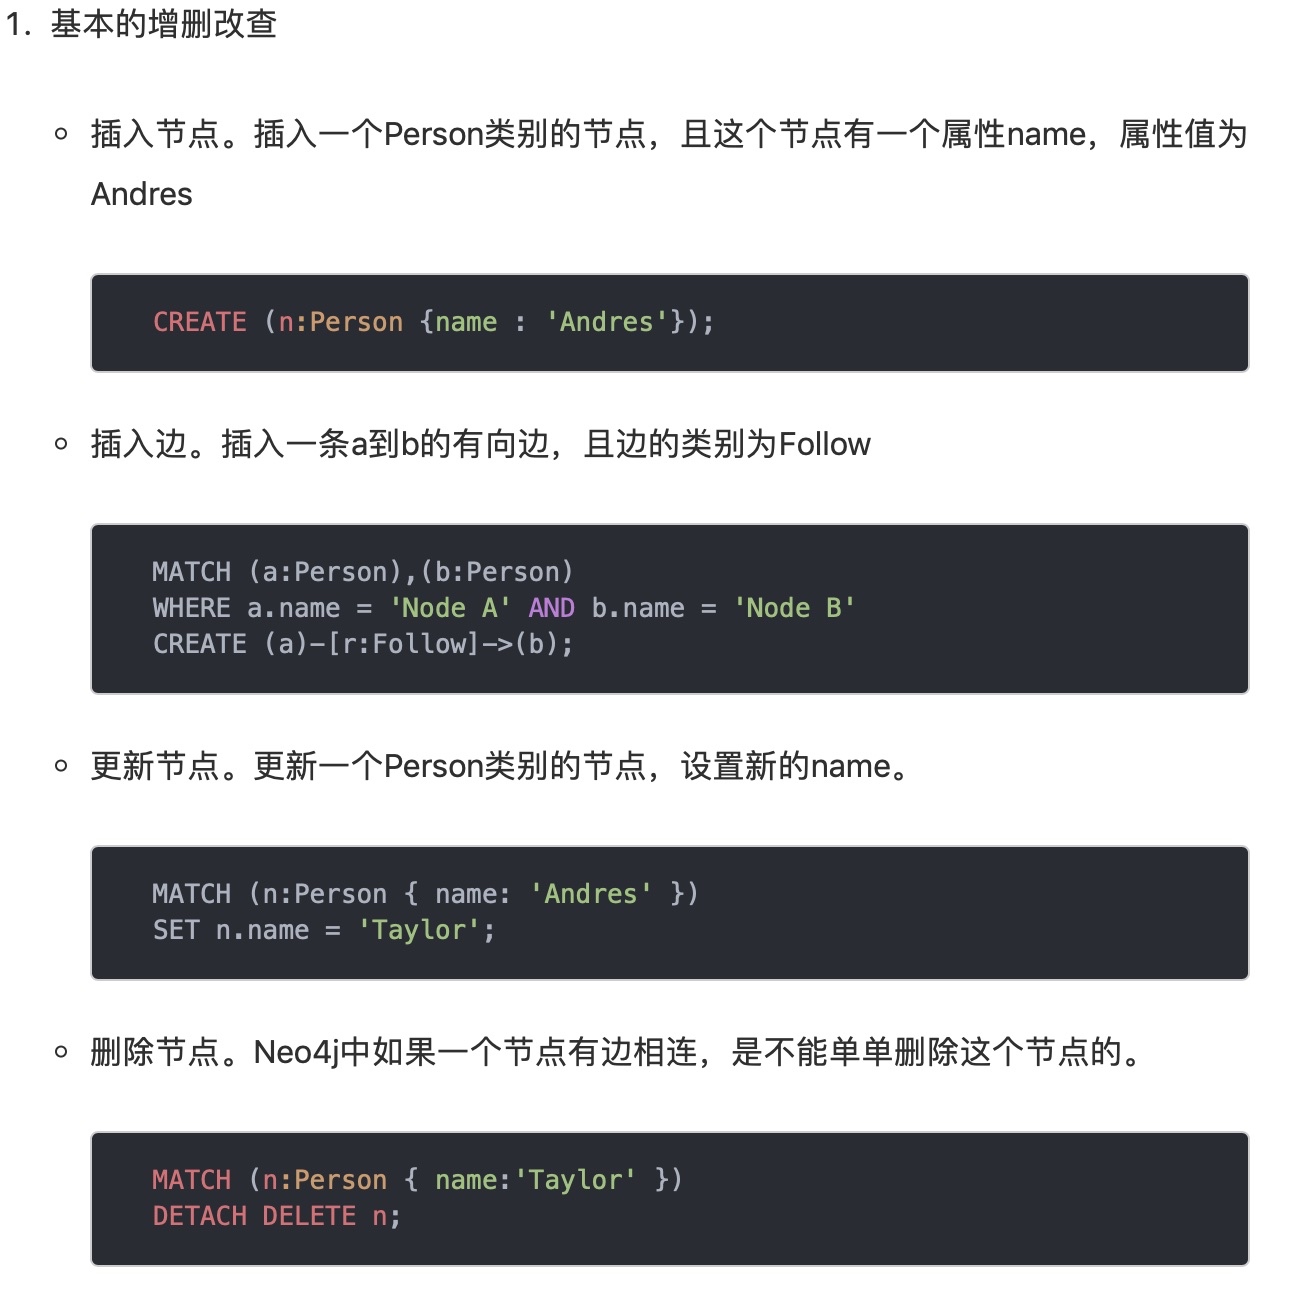 1. 基本的增删改查
插入节点。插入一个Person类别的节点，且这个节点有一个属性name，属性值为
Andres
CREATE (n:Person {name : 'Andres'});
插入边。插入一条a到b的有向边，且边的类别为Follow
MATCH (a:Person),(b:Person)
WHERE a.name = 'Node A' AND b.name = 'Node B'
CREATE (a)-[r:Follow]->(b);
更新节点。更新一个Person类别的节点，设置新的name。
MATCH (n:Person { name: 'Andres' })
SET n.name = 'Taylor';
删除节点。Neo4j中如果一个节点有边相连，是不能单单删除这个节点的。
MATCH (n:Person { name:'Taylor' })
DETACH DELETE n;